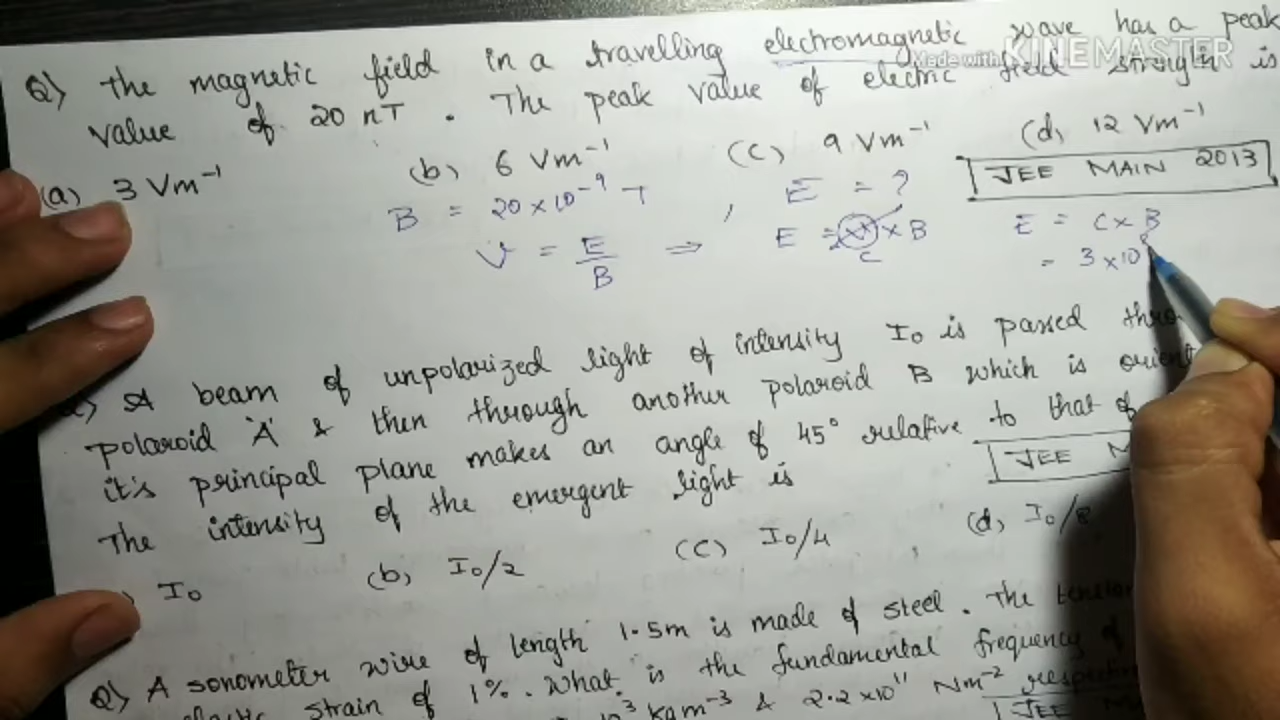 Made with KINEMASTER
Q) The magnetic field in a travelling electromagnetic wave has a peak
value of 20 nT. The peak value of electric field strength is
(a) 3 Vm⁻¹ (b) 6 Vm⁻¹ (c) 9 Vm⁻¹ (d) 12 Vm⁻¹
JEE MAIN 2013
B = 20×10⁻⁹ T , E = ? E = C×B
V = E/B ⇒ E = × B = 3×10⁸
C
A beam of unpolarized light of intensity I₀ is passed
polaroid 'A' & then through another polaroid B which is
it's principal plane makes an angle of 45° relative to that of
JEE
The intensity of the emergent light is
I₀ (b) I₀/2 (c) I₀/4 (d) I₀/8
Q) A sonometer wire of length 1.5m is made of steel. The
strain of 1%. What is the fundamental frequency of
10³ kgm⁻³ & 2.2×10¹¹ Nm⁻²
JEE